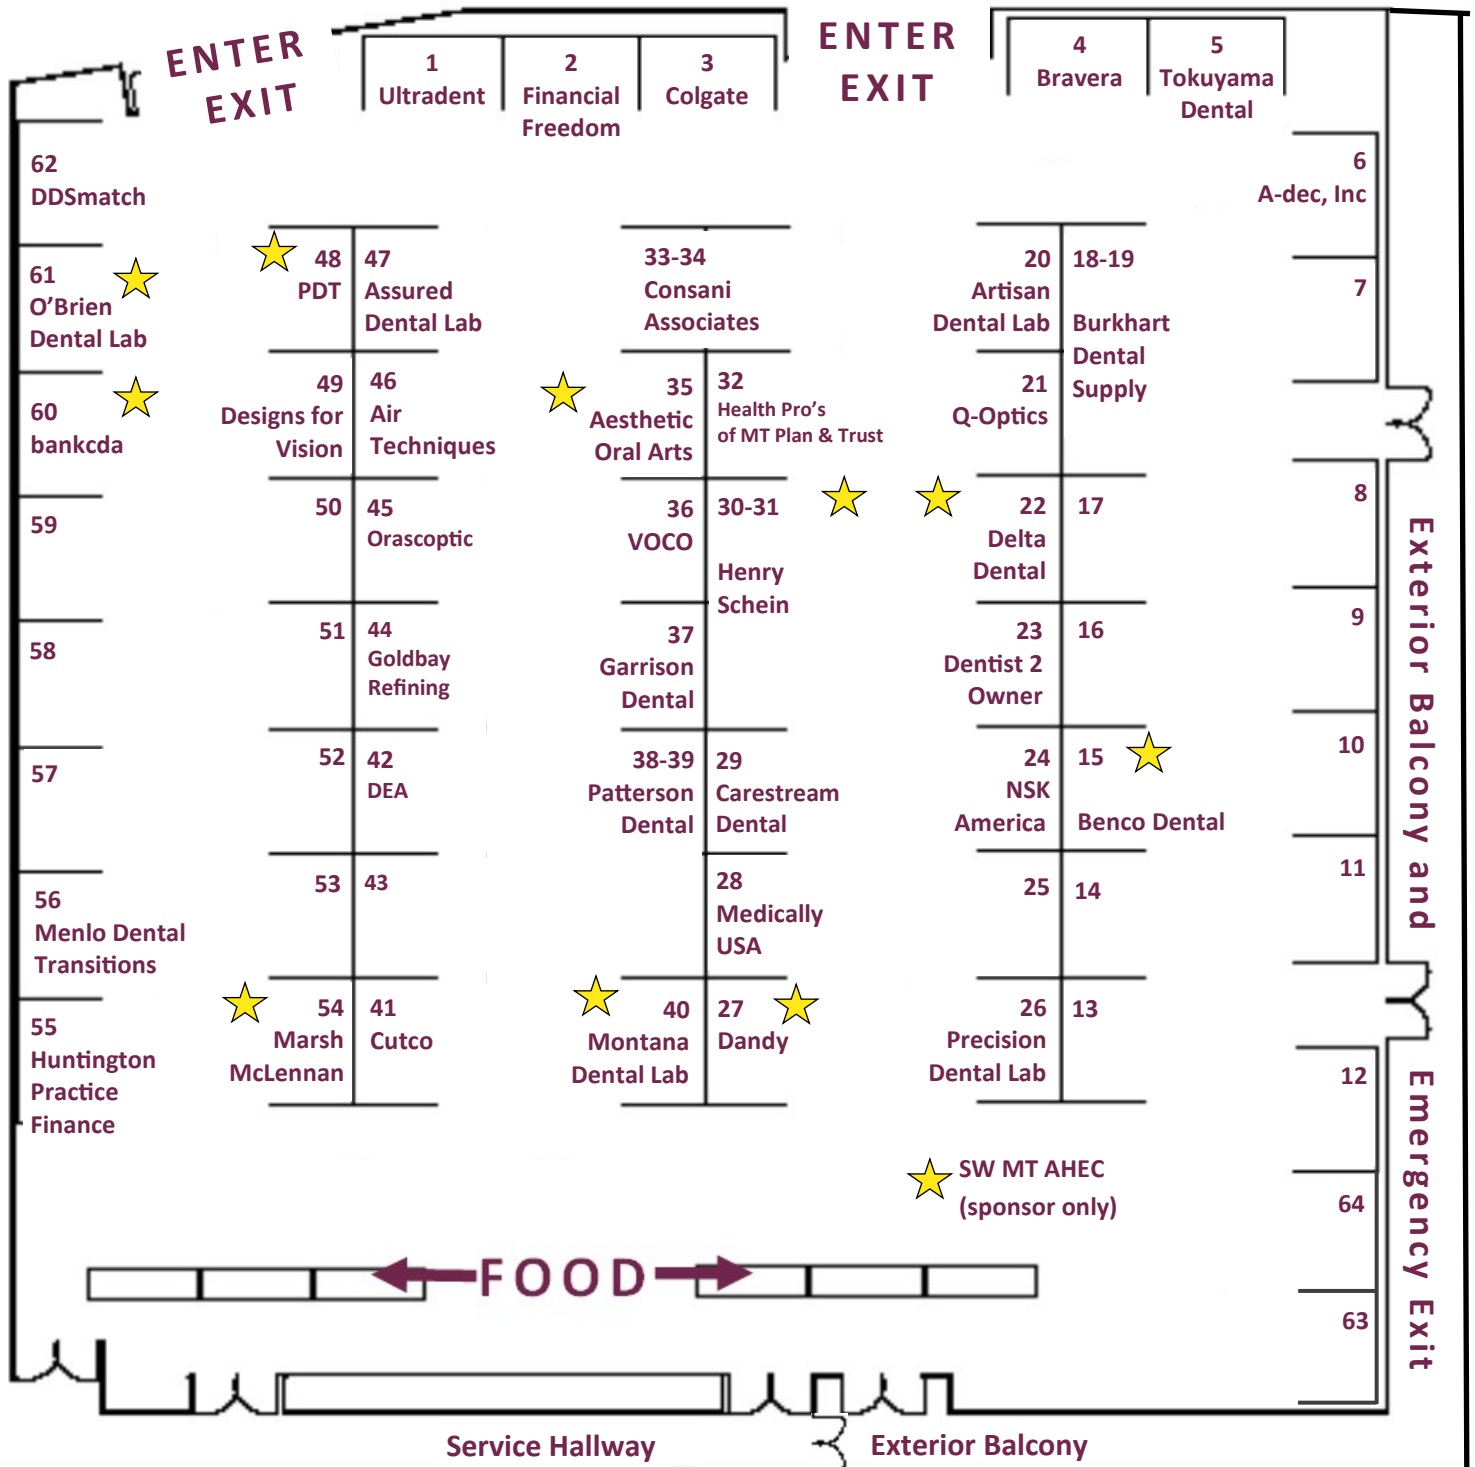 ENTER
EXIT
1
Ultradent
2
Financial
Freedom
3
Colgate
ENTER
EXIT
4
Bravera
5
Tokuyama
Dental
62
DDSmatch
61
O’Brien
Dental Lab
60
bankcda
59
58
57
56
Menlo Dental
Transitions
55
Huntington
Practice
Finance
48
PDT
47
Assured
Dental Lab
49
Designs for
Vision
46
Air
Techniques
50
45
Orascoptic
51
44
Goldbay
Refining
52
42
DEA
53
43
54
Marsh
McLennan
41
Cutco
33-34
Consani
Associates
35
Aesthetic
Oral Arts
32
Health Pro’s
of MT Plan & Trust
36
VOCO
30-31
Henry
Schein
37
Garrison
Dental
38-39
Patterson
Dental
29
Carestream
Dental
28
Medically
USA
40
Montana
Dental Lab
27
Dandy
20
Artisan
Dental Lab
18-19
Burkhart
Dental
Supply
21
Q-Optics
22
Delta
Dental
17
23
Dentist 2
Owner
16
24
NSK
America
15
Benco Dental
25
14
26
Precision
Dental Lab
13
6
A-dec, Inc
7
8
9
10
11
12
64
63
Exterior Balcony and
Emergency Exit
SW MT AHEC
(sponsor only)
FOOD
Service Hallway
Exterior Balcony